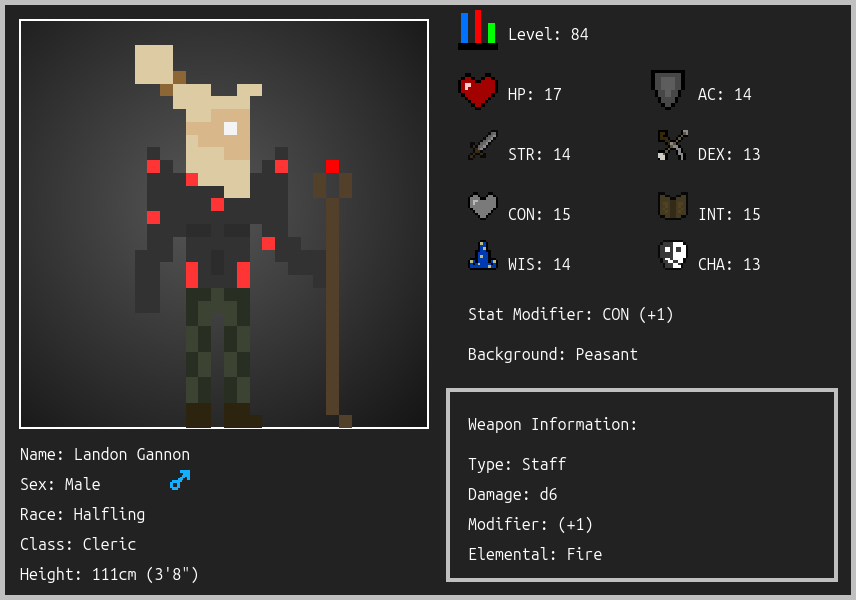 Level: 84
HP: 17
AC: 14
STR: 14
DEX: 13
CON: 15
INT: 15
WIS: 14
CHA: 13
Stat Modifier: CON (+1)
Background: Peasant
Weapon Information:
Type: Staff
Damage: d6
Modifier: (+1)
Elemental: Fire
Name: Landon Gannon
Sex: Male
Race: Halfling
Class: Cleric
Height: 111cm (3'8")